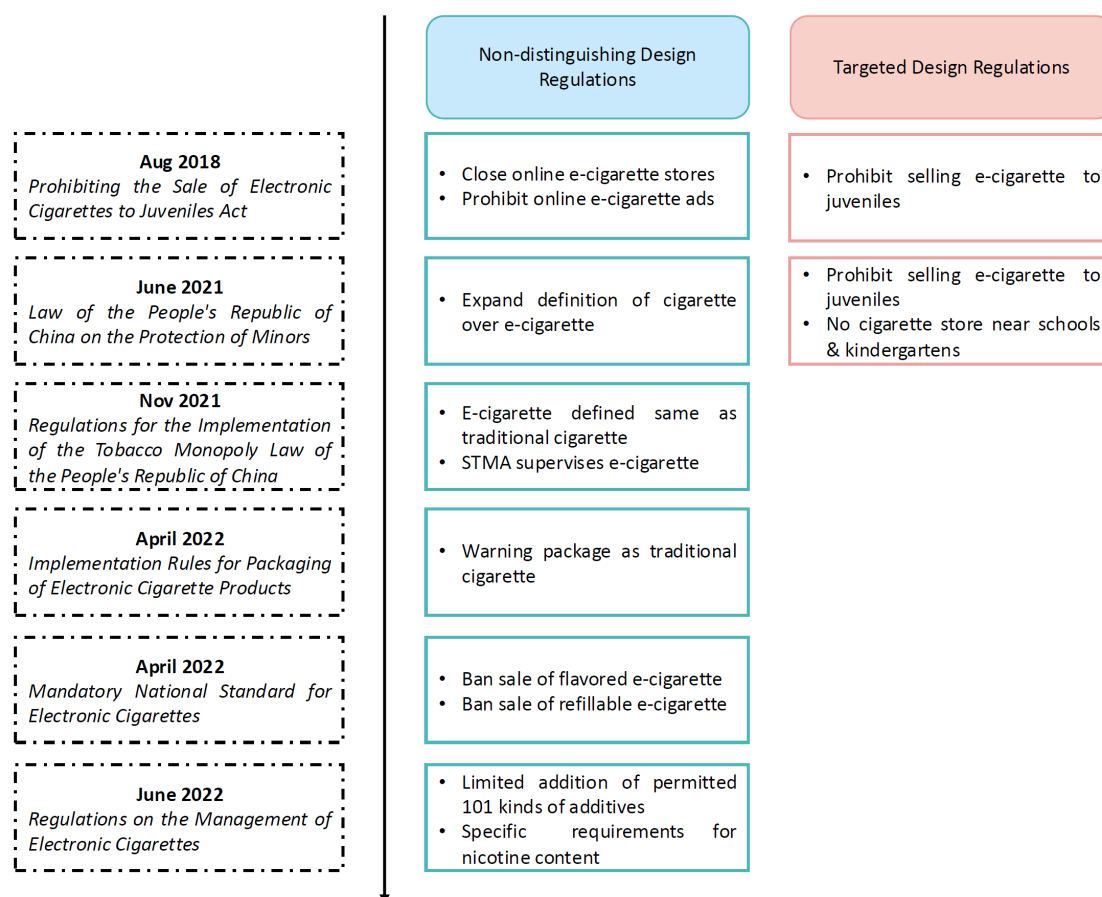 Non-distinguishing Design
Regulations
Targeted Design Regulations
Aug 2018
Prohibiting the Sale of Electronic
Cigarettes to Juveniles Act
• Close online e-cigarette stores
• Prohibit online e-cigarette ads
• Prohibit selling e-cigarette to
juveniles
June 2021
Law of the People's Republic of
China on the Protection of Minors
• Expand definition of cigarette
over e-cigarette
• Prohibit selling e-cigarette to
juveniles
• No cigarette store near schools
& kindergartens
Nov 2021
Regulations for the Implementation
of the Tobacco Monopoly Law of
the People's Republic of China
• E-cigarette defined same as
traditional cigarette
• STMA supervises e-cigarette
April 2022
Implementation Rules for Packaging
of Electronic Cigarette Products
• Warning package as traditional
cigarette
April 2022
Mandatory National Standard for
Electronic Cigarettes
• Ban sale of flavored e-cigarette
• Ban sale of refillable e-cigarette
June 2022
Regulations on the Management of
Electronic Cigarettes
• Limited addition of permitted
101 kinds of additives
• Specific requirements for
nicotine content